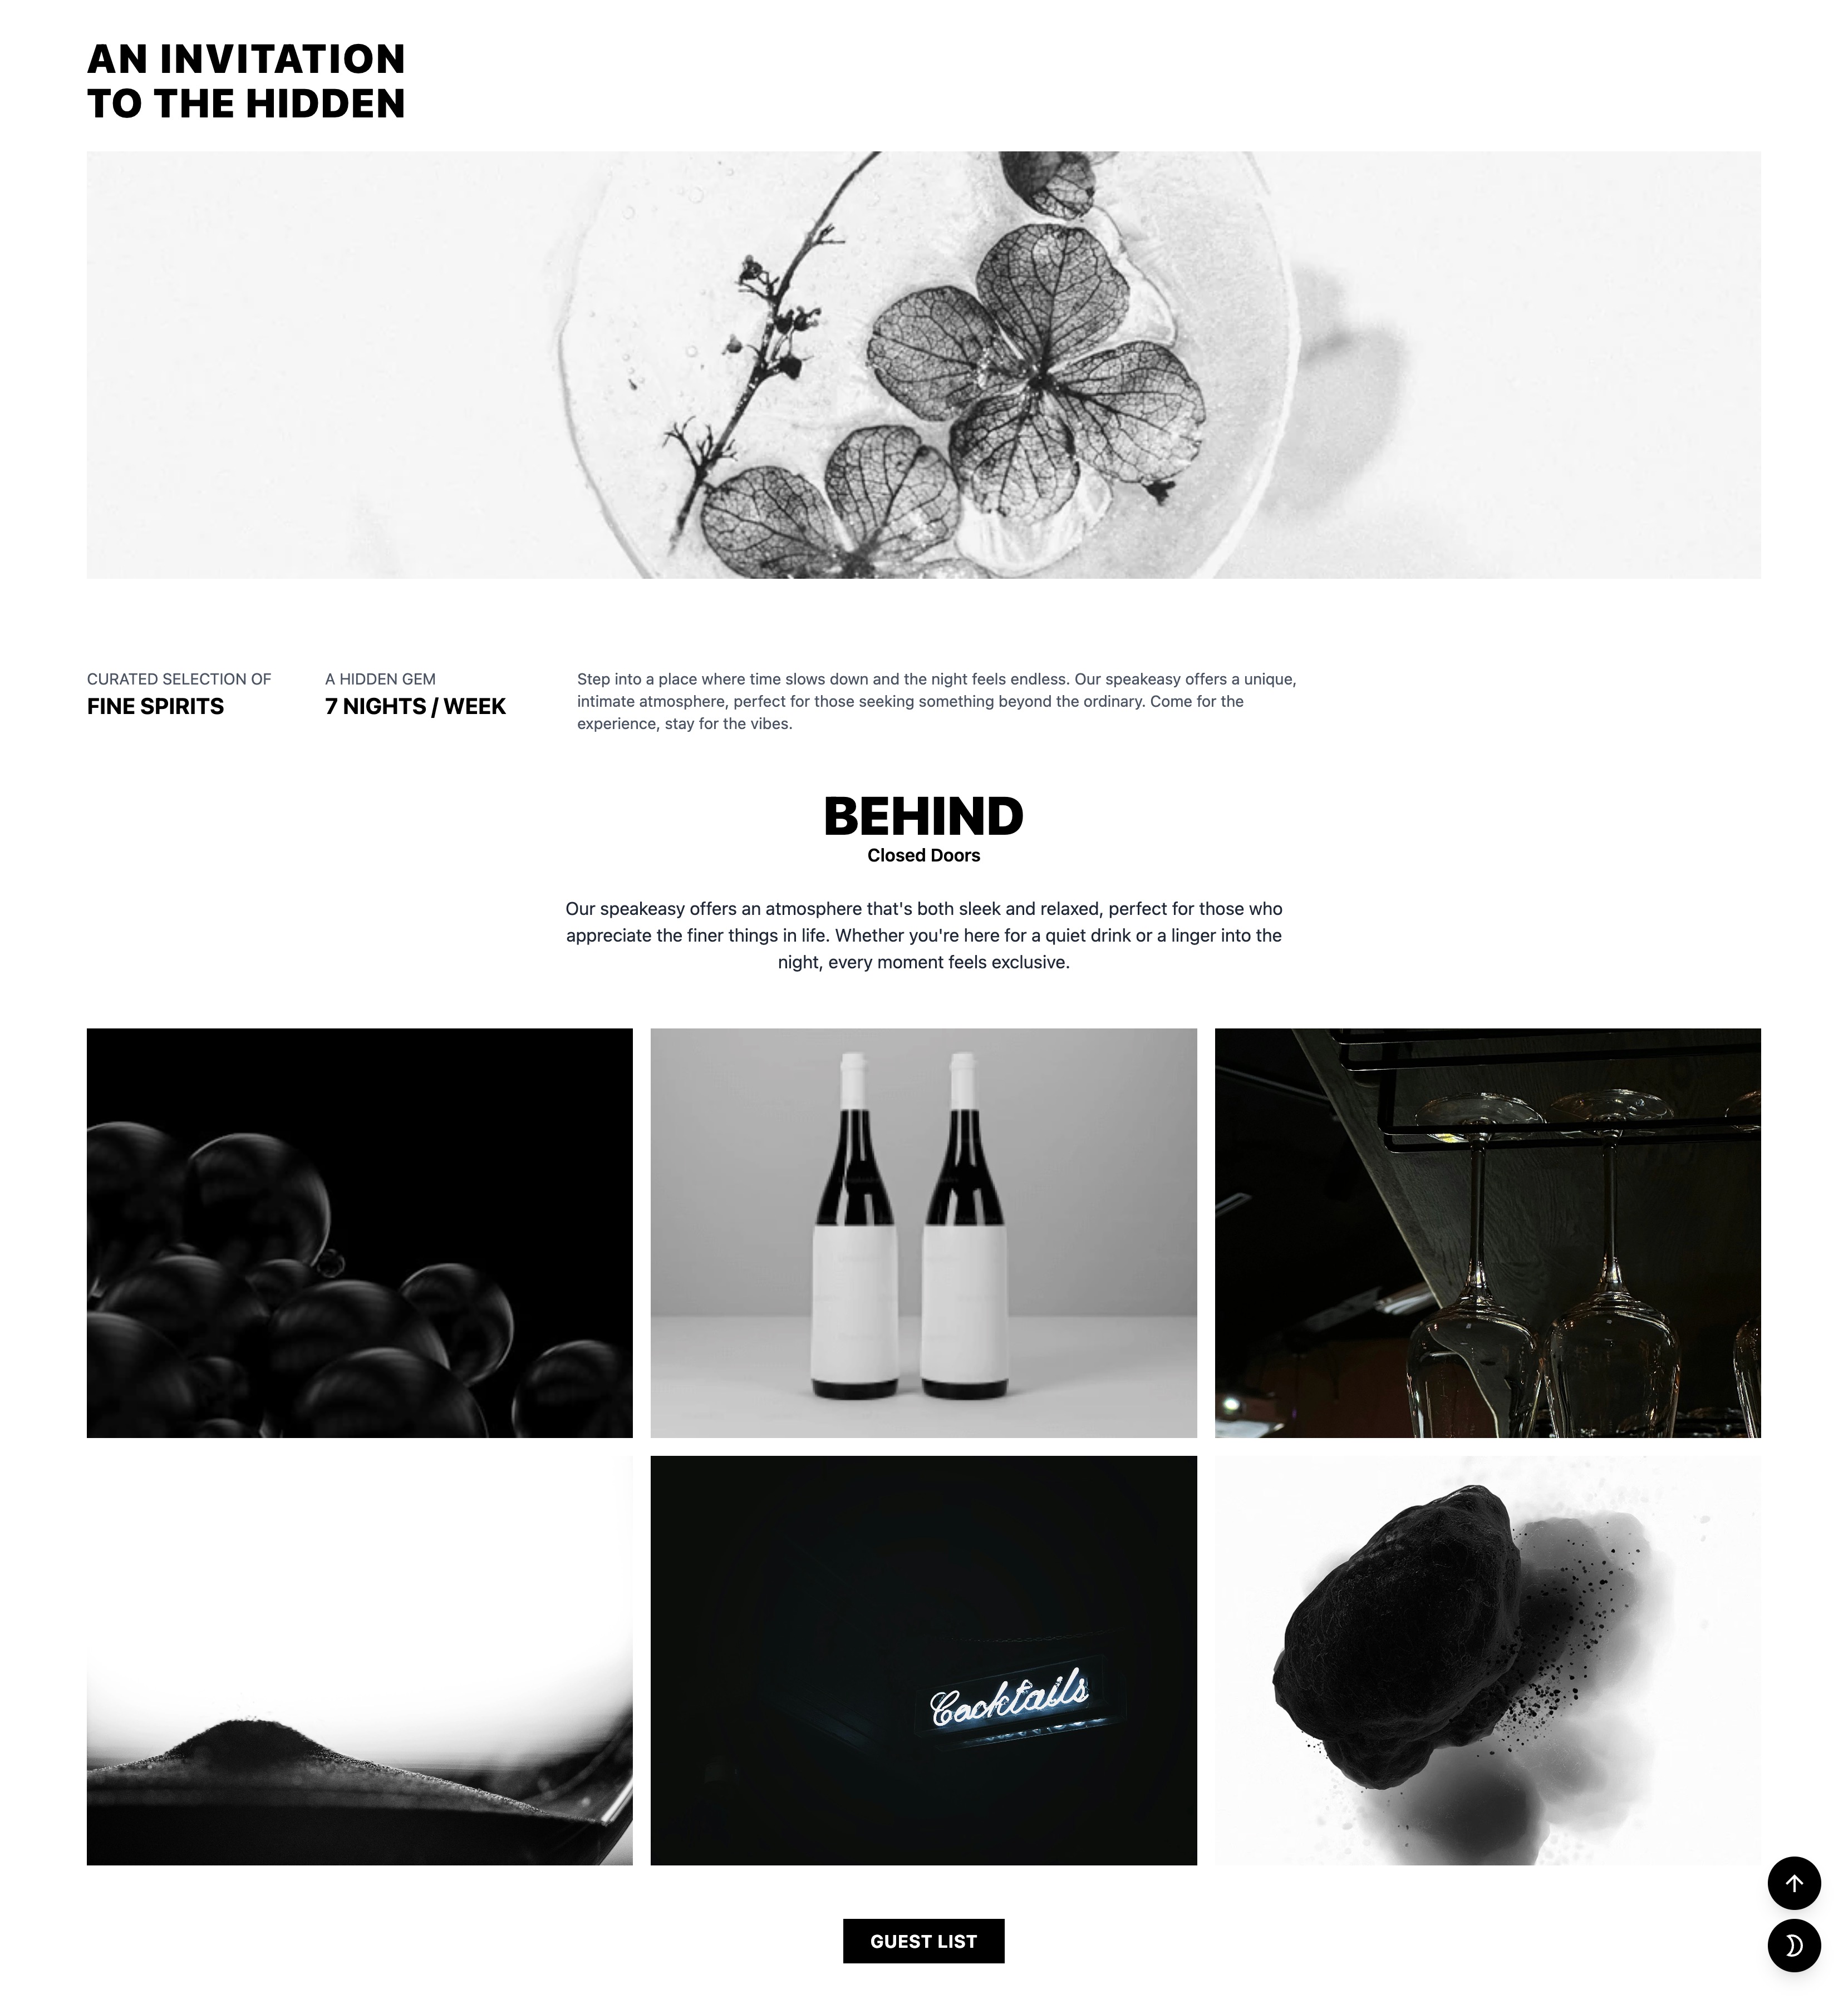 AN INVITATION
TO THE HIDDEN
CURATED SELECTION OF
FINE SPIRITS
A HIDDEN GEM
7 NIGHTS / WEEK
Step into a place where time slows down and the night feels endless. Our speakeasy offers a unique,
intimate atmosphere, perfect for those seeking something beyond the ordinary. Come for the
experience, stay for the vibes.
BEHIND
Closed Doors
Our speakeasy offers an atmosphere that's both sleek and relaxed, perfect for those who
appreciate the finer things in life. Whether you're here for a quiet drink or a linger into the
night, every moment feels exclusive.
Cocktails
GUEST LIST